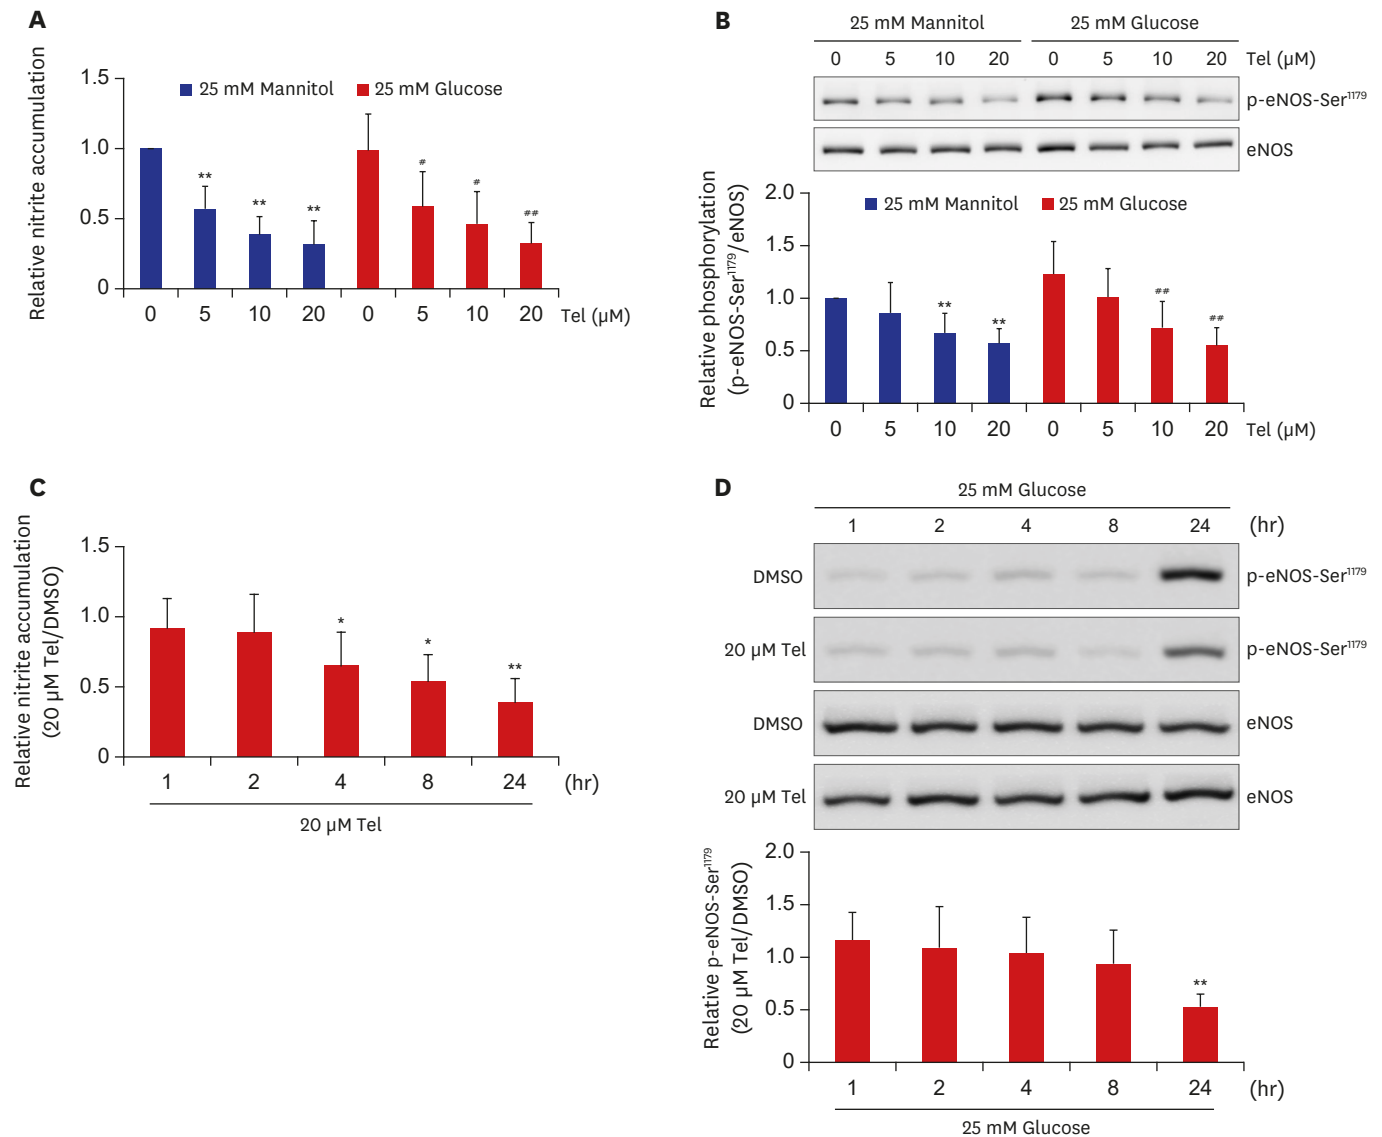 A
Relative nitrite accumulation
1.5
1.0
0.5
0
25 mM Mannitol
25 mM Glucose
**
**
**
#
#
##
0 5 10 20 0 5 10 20 Tel (µM)
B
25 mM Mannitol 25 mM Glucose
0 5 10 20 0 5 10 20 Tel (µM)
p-eNOS-Ser¹¹⁷⁹
eNOS
Relative phosphorylation
(p-eNOS-Ser¹¹⁷⁹/eNOS)
2.0
1.5
1.0
0.5
0
25 mM Mannitol
25 mM Glucose
**
**
##
##
0 5 10 20 0 5 10 20 Tel (µM)
C
Relative nitrite accumulation
(20 µM Tel/DMSO)
1.5
1.0
0.5
0
*
*
**
1 2 4 8 24 (hr)
20 µM Tel
D
25 mM Glucose
1 2 4 8 24 (hr)
DMSO p-eNOS-Ser¹¹⁷⁹
20 µM Tel p-eNOS-Ser¹¹⁷⁹
DMSO eNOS
20 µM Tel eNOS
Relative p-eNOS-Ser¹¹⁷⁹
(20 µM Tel/DMSO)
2.0
1.5
1.0
0.5
0
**
1 2 4 8 24 (hr)
25 mM Glucose